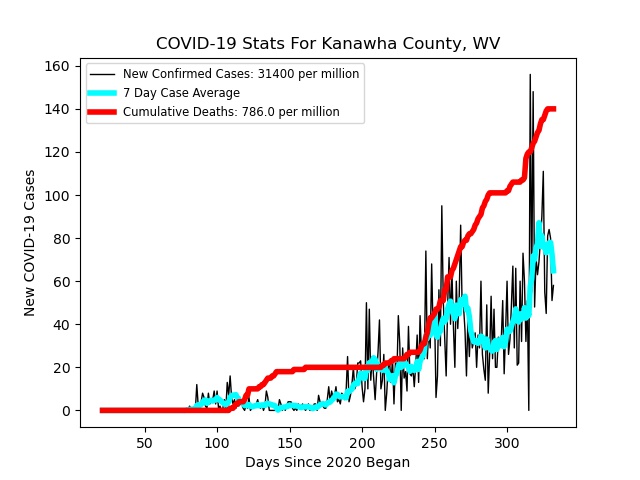 COVID-19 Stats For Kanawha County, WV
New Confirmed Cases: 31400 per million
7 Day Case Average
Cumulative Deaths: 786.0 per million
160
140
120
100
80
60
40
20
0
New COVID-19 Cases
50 100 150 200 250 300
Days Since 2020 Began